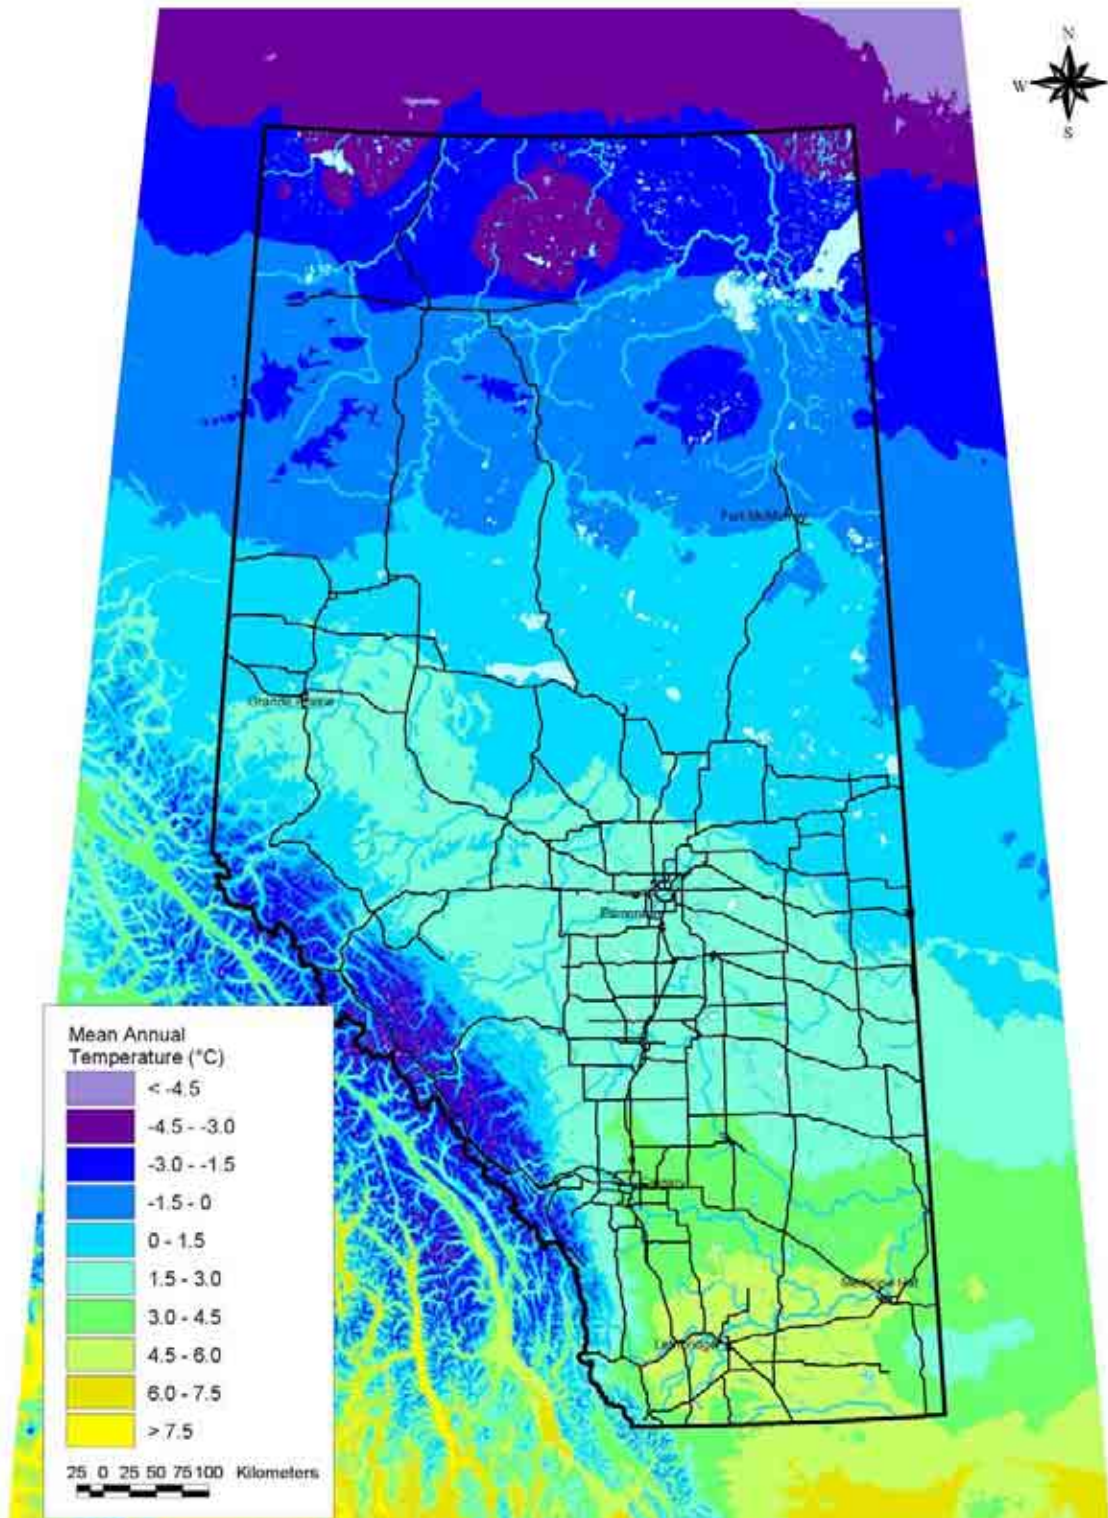 N
W
S
Fort McMurray
Grande Prairie
Edmonton
Medicine Hat
Lethbridge
Mean Annual
Temperature (°C)
< -4.5
-4.5 - -3.0
-3.0 - -1.5
-1.5 - 0
0 - 1.5
1.5 - 3.0
3.0 - 4.5
4.5 - 6.0
6.0 - 7.5
> 7.5
25 0 25 50 75 100 Kilometers